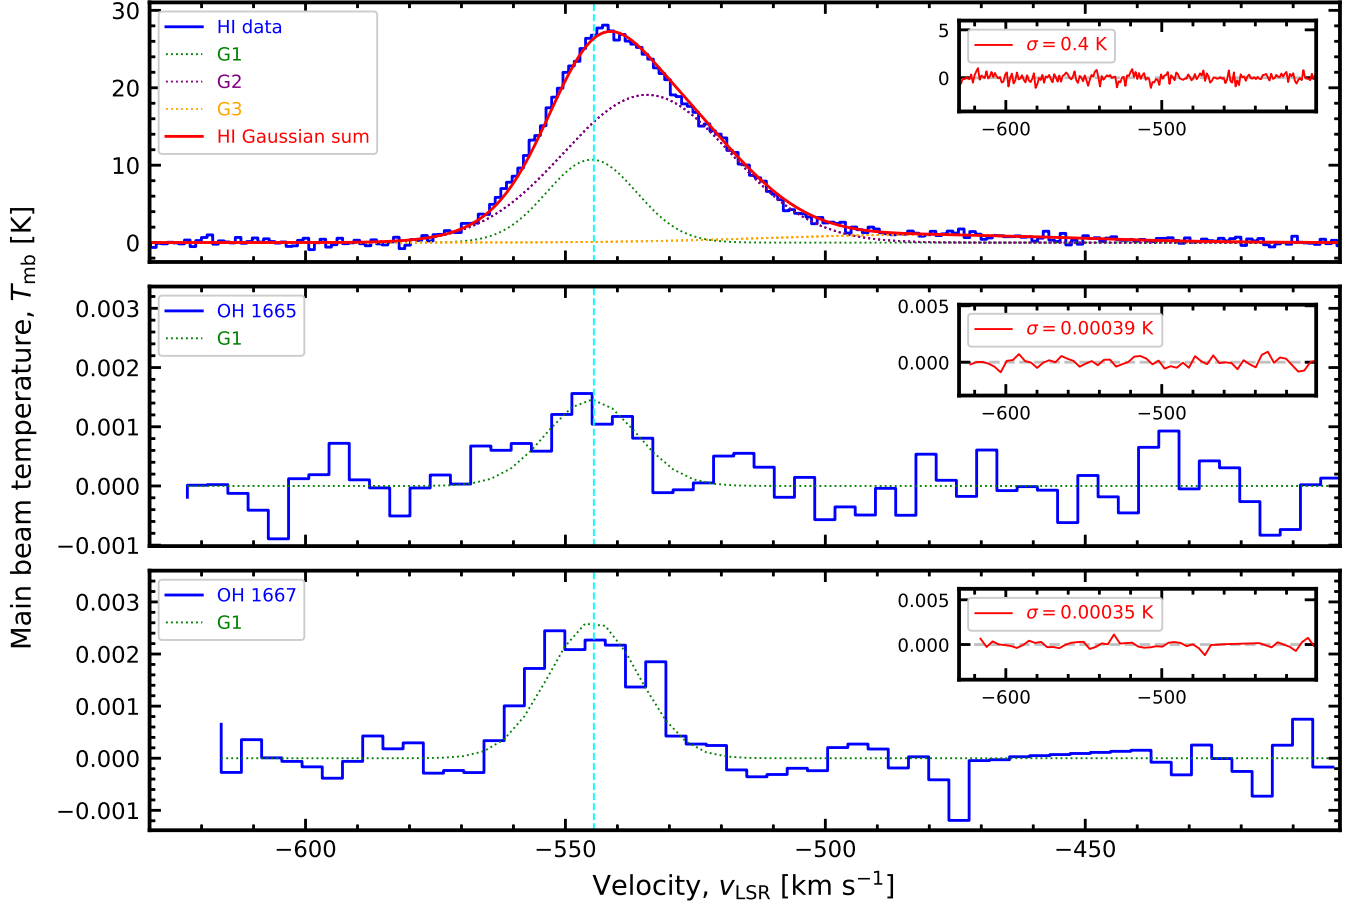 30
20
10
0
HI data
G1
G2
G3
HI Gaussian sum
5
0
σ = 0.4 K
−600
−500
Main beam temperature, Tmb [K]
0.003
0.002
0.001
0.000
−0.001
OH 1665
G1
0.005
0.000
σ = 0.00039 K
−600
−500
0.003
0.002
0.001
0.000
−0.001
OH 1667
G1
0.005
0.000
σ = 0.00035 K
−600
−500
−600
−550
−500
−450
Velocity, vLSR [km s−1]